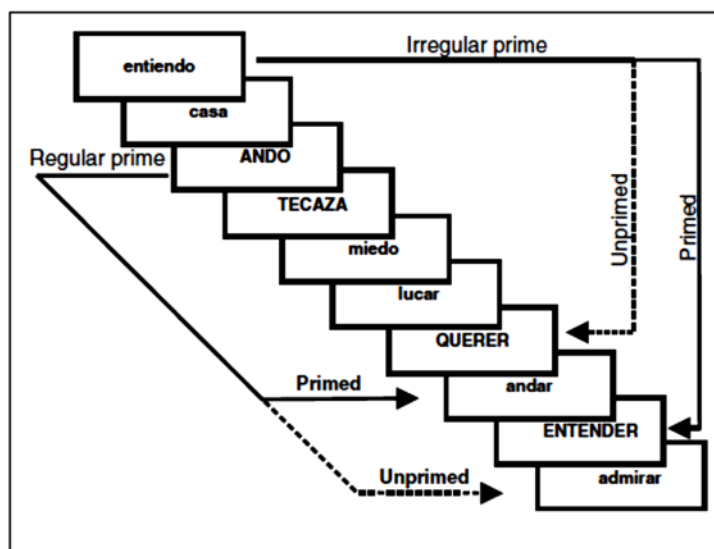 Irregular prime
entiendo
casa
Regular prime
ANDO
TECAZA
miedo
lucar
Unprimed
Primed
QUERER
Primed
andar
ENTENDER
Unprimed
admirar